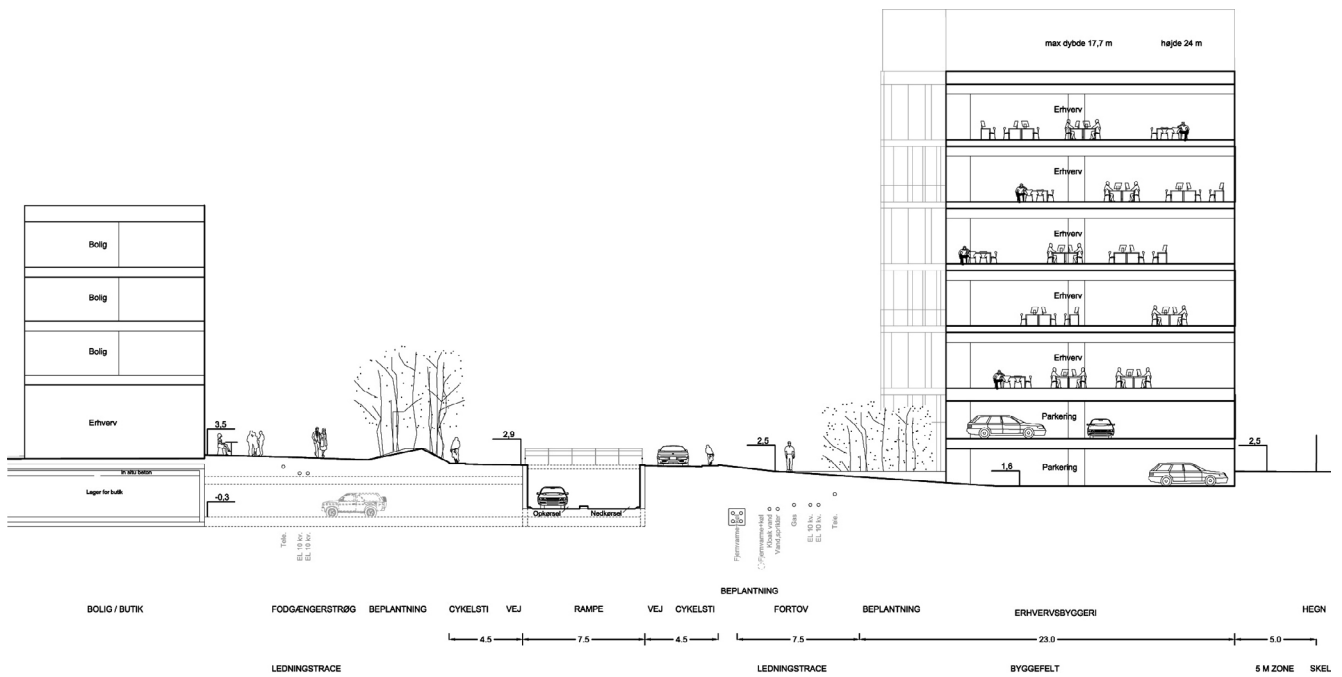 max dybde 17,7 m
højde 24 m
Erhverv
Erhverv
Erhverv
Erhverv
Erhverv
Parkering
Parkering
Bolig
Bolig
Bolig
Erhverv
In situ beton
Lager for butik
3,5
-0,3
2,9
2,5
1,6
2,5
Opkørsel
Nedkørsel
Tele.
EL 10 kv.
EL 10 kv.
Fjernvarme
Kloak vand
Vand,sprikler
Gas
EL 10 kv.
EL 10 kv.
Tele.
BEPLANTNING
BOLIG / BUTIK
FODGÆNGERSTRØG
BEPLANTNING
CYKELSTI
VEJ
RAMPE
VEJ
CYKELSTI
FORTOV
BEPLANTNING
ERHVERVSBYGGERI
HEGN
4.5
7.5
4.5
7.5
23.0
5.0
LEDNINGSTRACE
LEDNINGSTRACE
BYGGEFELT
5 M ZONE
SKEL